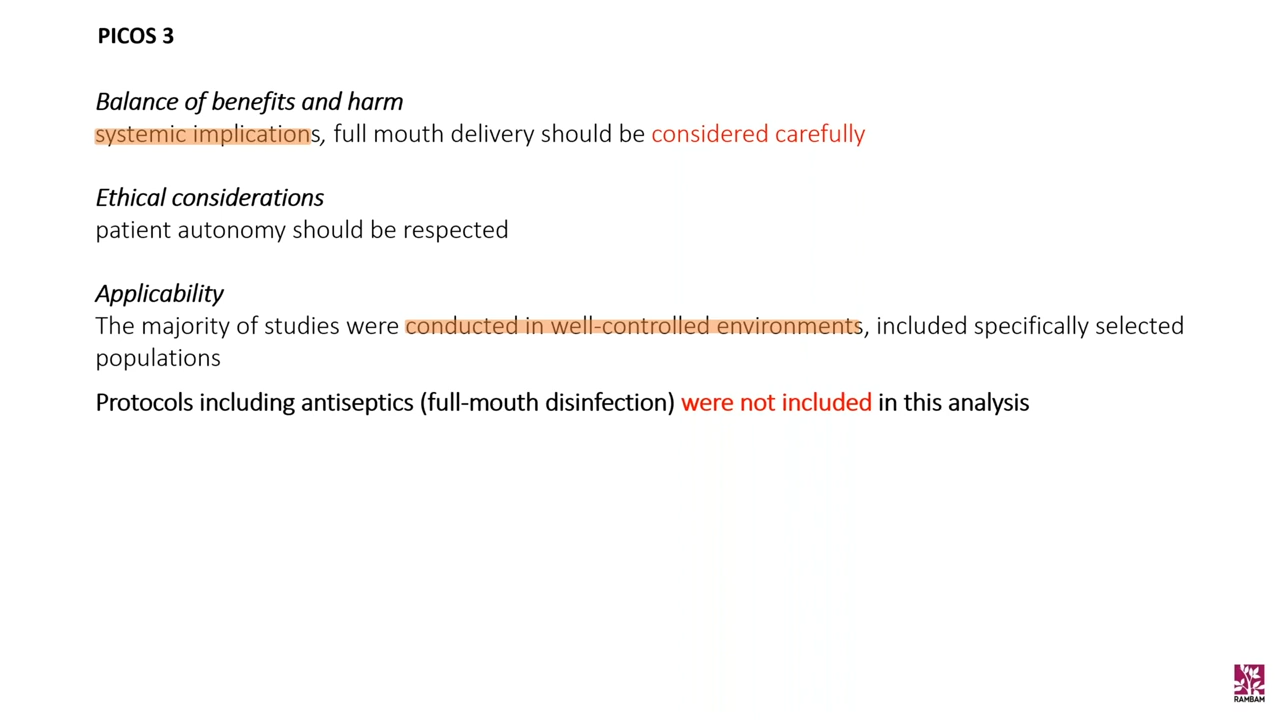 PICOS 3
Balance of benefits and harm
systemic implications, full mouth delivery should be considered carefully
Ethical considerations
patient autonomy should be respected
Applicability
The majority of studies were conducted in well-controlled environments, included specifically selected
populations
Protocols including antiseptics (full-mouth disinfection) were not included in this analysis
RAMBAM